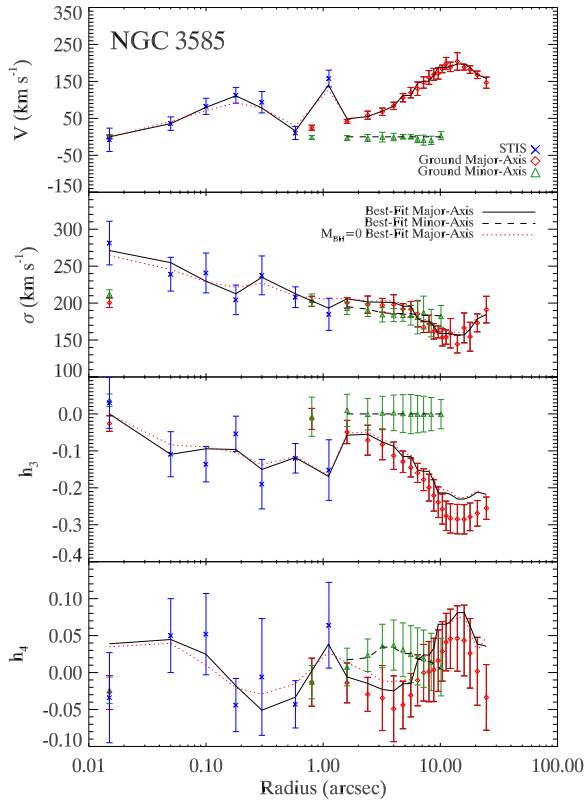 NGC 3585
350
250
150
50
-50
-150
V (km s⁻¹)
STIS
Ground Major-Axis
Ground Minor-Axis
300
250
200
150
100
σ (km s⁻¹)
Best-Fit Major-Axis
Best-Fit Minor-Axis
M_BH=0 Best-Fit Major-Axis
0.0
-0.1
-0.2
-0.3
-0.4
h₃
0.10
0.05
0.00
-0.05
-0.10
h₄
0.01 0.10 1.00 10.00 100.00
Radius (arcsec)